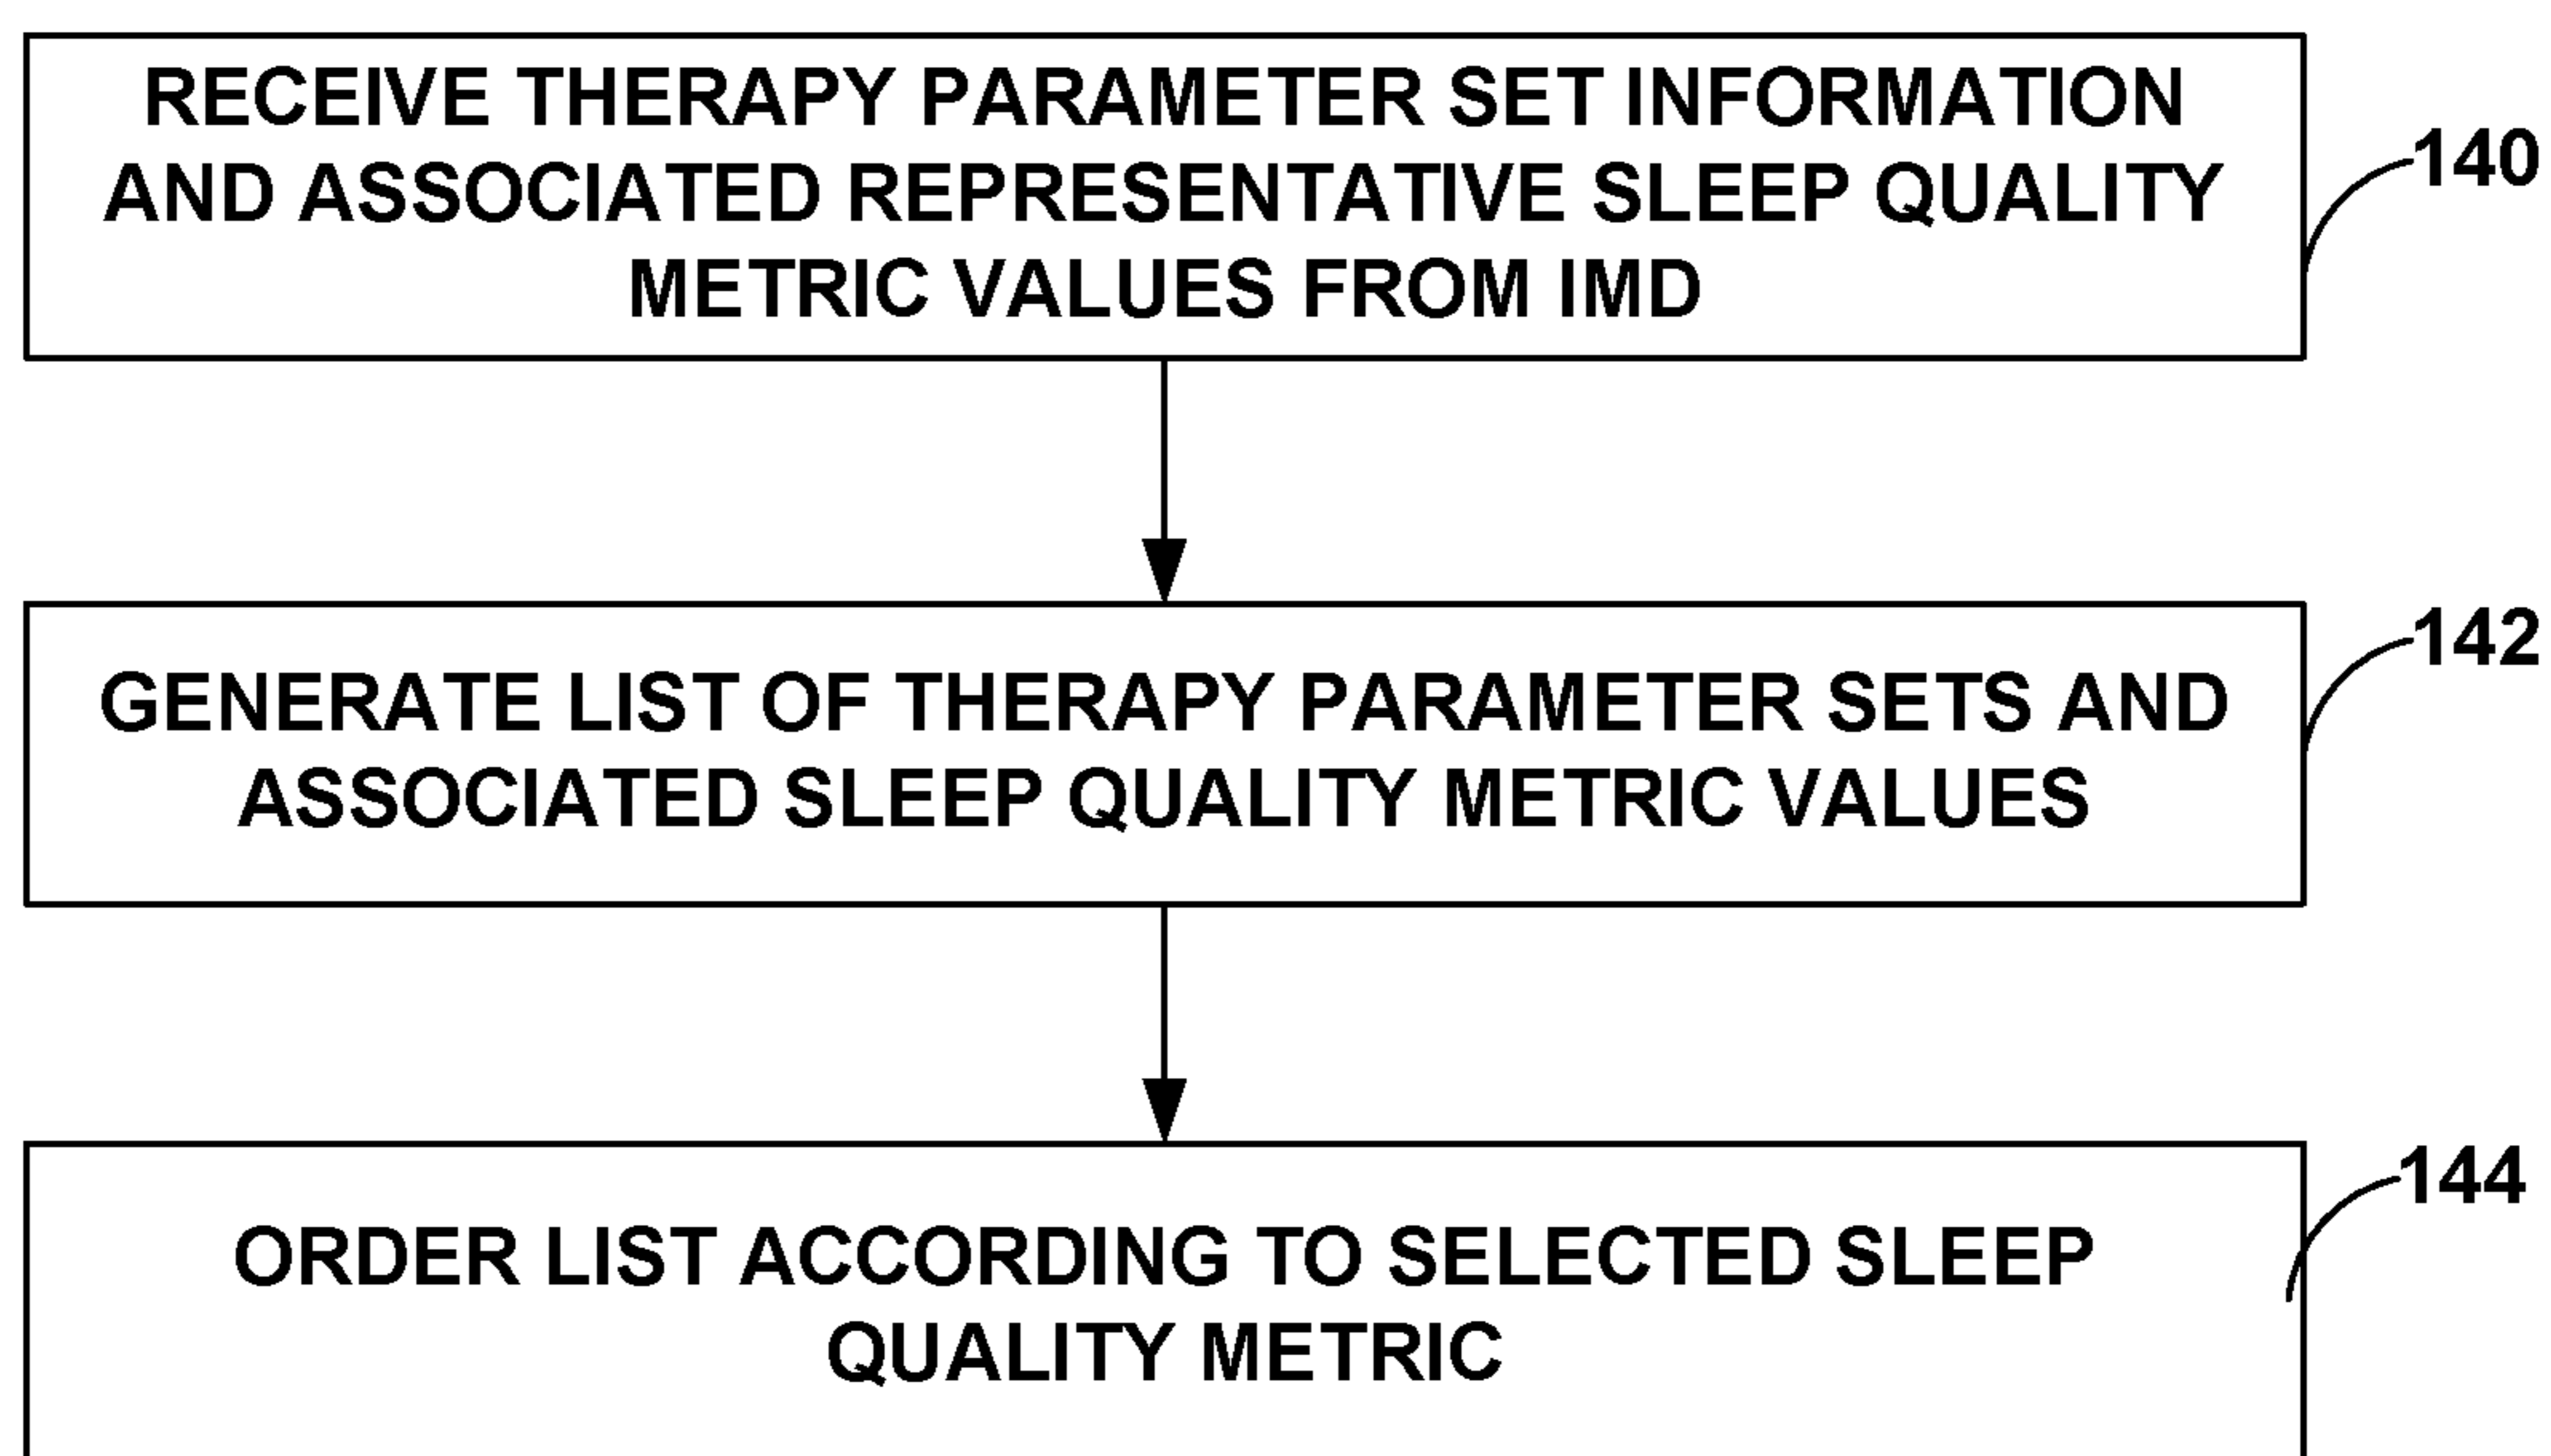 RECEIVE THERAPY PARAMETER SET INFORMATION
AND ASSOCIATED REPRESENTATIVE SLEEP QUALITY
METRIC VALUES FROM IMD
140
GENERATE LIST OF THERAPY PARAMETER SETS AND
ASSOCIATED SLEEP QUALITY METRIC VALUES
142
ORDER LIST ACCORDING TO SELECTED SLEEP
QUALITY METRIC
144